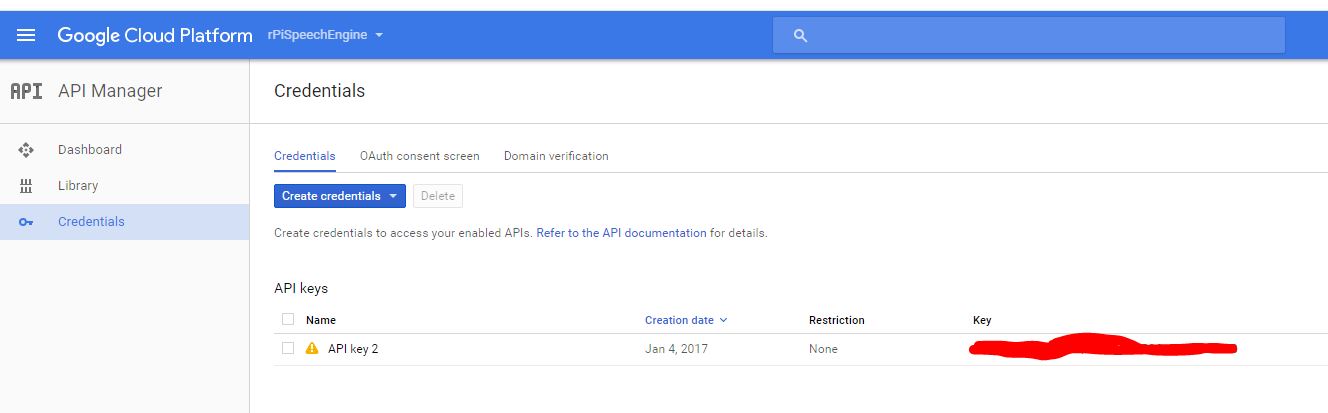 Google Cloud Platform rPiSpeechEngine
API API Manager Credentials
Dashboard
Library
Credentials
Credentials OAuth consent screen Domain verification
Create credentials Delete
Create credentials to access your enabled APIs. Refer to the API documentation for details.
API keys
Name Creation date Restriction Key
API key 2 Jan 4, 2017 None